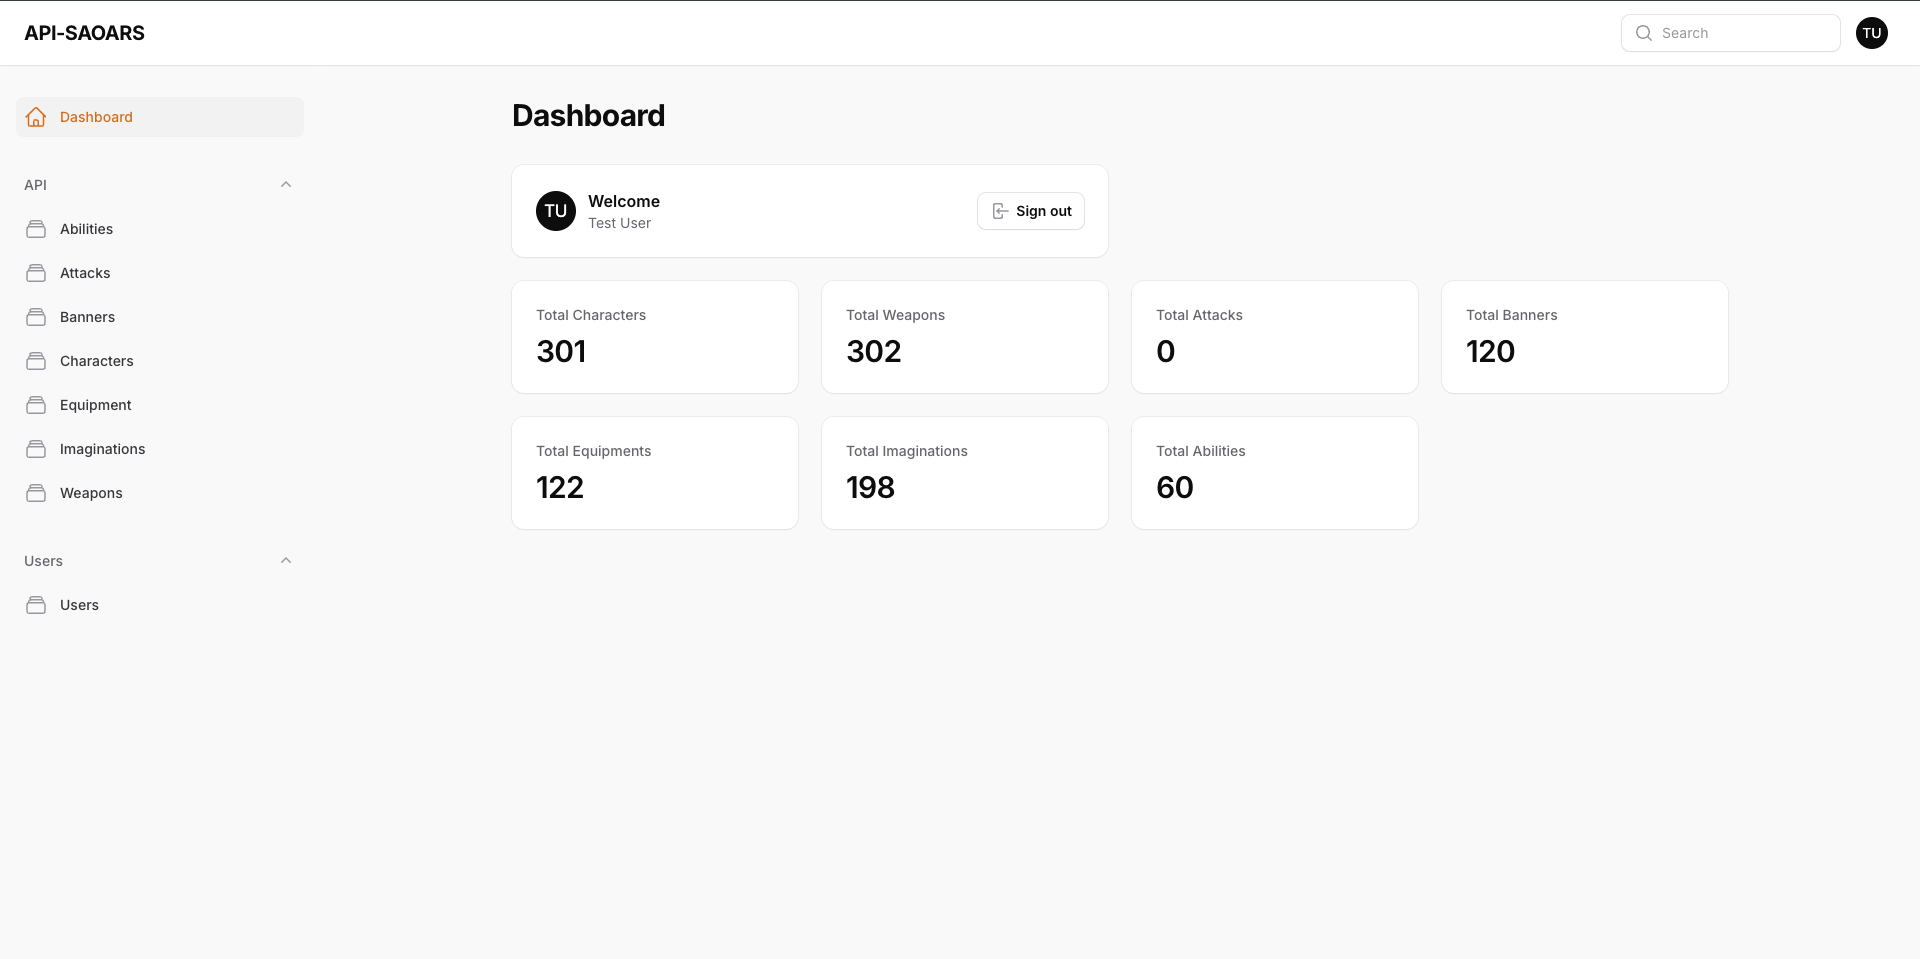 API-SAOARS
Search
TU
Dashboard
API
Abilities
Attacks
Banners
Characters
Equipment
Imaginations
Weapons
Users
Users
Dashboard
TU
Welcome
Test User
Sign out
Total Characters
301
Total Weapons
302
Total Attacks
0
Total Banners
120
Total Equipments
122
Total Imaginations
198
Total Abilities
60